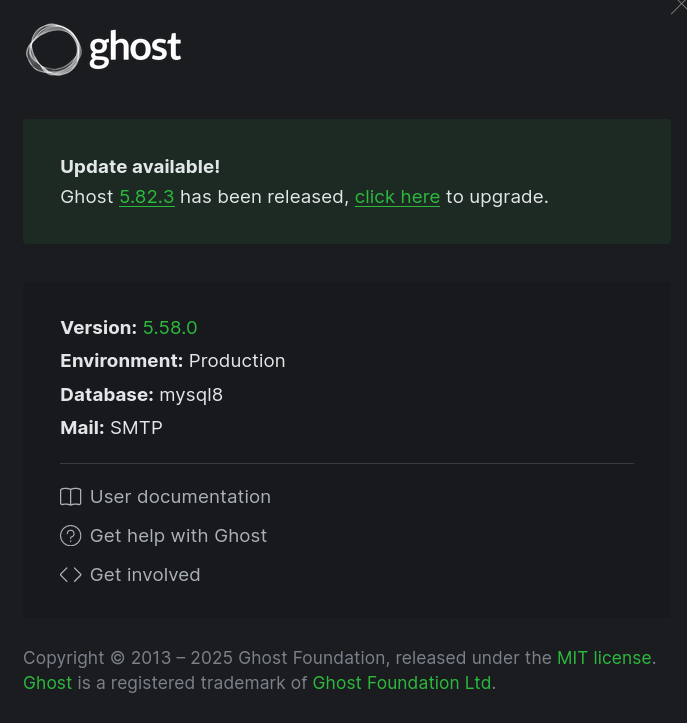 ghost
Update available!
Ghost 5.82.3 has been released, click here to upgrade.
Version: 5.58.0
Environment: Production
Database: mysql8
Mail: SMTP
User documentation
Get help with Ghost
Get involved
Copyright © 2013 – 2025 Ghost Foundation, released under the MIT license.
Ghost is a registered trademark of Ghost Foundation Ltd.